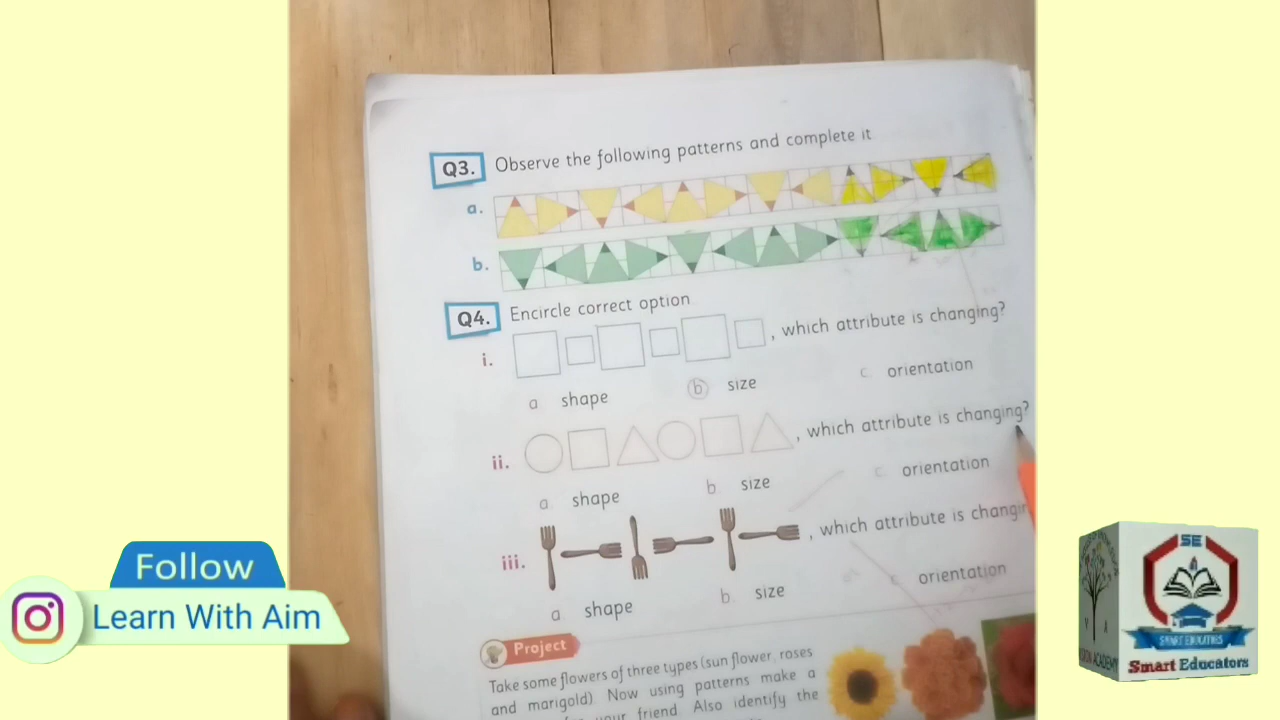 Q3. Observe the following patterns and complete it
a.
b.
Q4. Encircle correct option
i. , which attribute is changing?
a shape b size c. orientation
ii. , which attribute is changing?
a. shape b. size c. orientation
iii. , which attribute is changin
a shape b. size c. orientation
Project
Take some flowers of three types (sun flower, roses
and marigold). Now using patterns make a
your friend. Also identify the
Follow
Learn With Aim
SE
SMART EDUCATORS
Smart Educators
ACADEMY